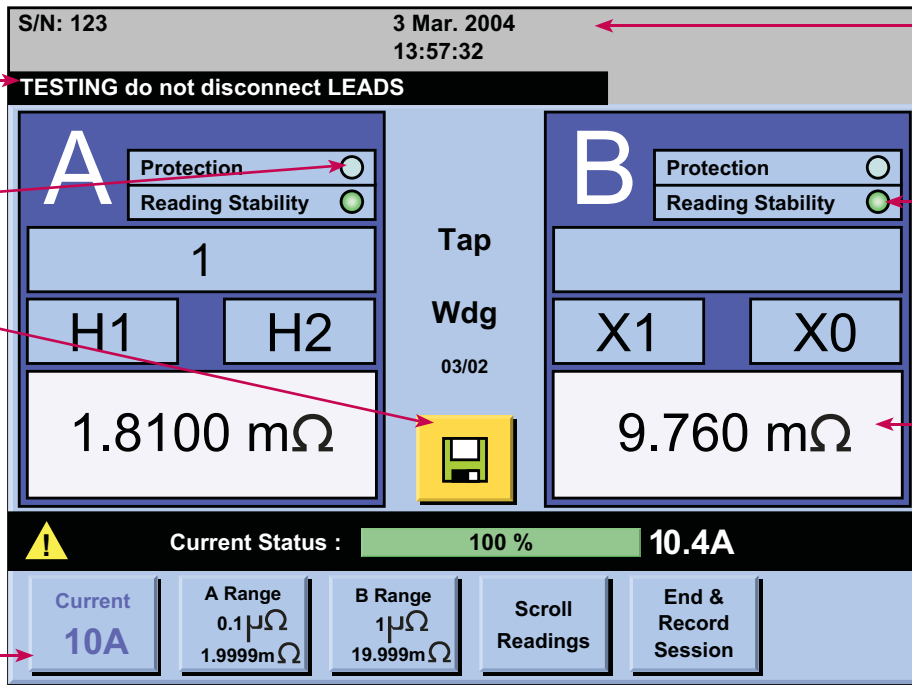 S/N: 123
3 Mar. 2004
13:57:32
TESTING do not disconnect LEADS
A
Protection
Reading Stability
1
H1
H2
1.8100 mΩ
Tap
Wdg
03/02
B
Protection
Reading Stability
X1
X0
9.760 mΩ
!
Current Status :
100 %
10.4A
Current
10A
A Range
0.1μΩ
1.9999mΩ
B Range
1μΩ
19.999mΩ
Scroll
Readings
End &
Record
Session